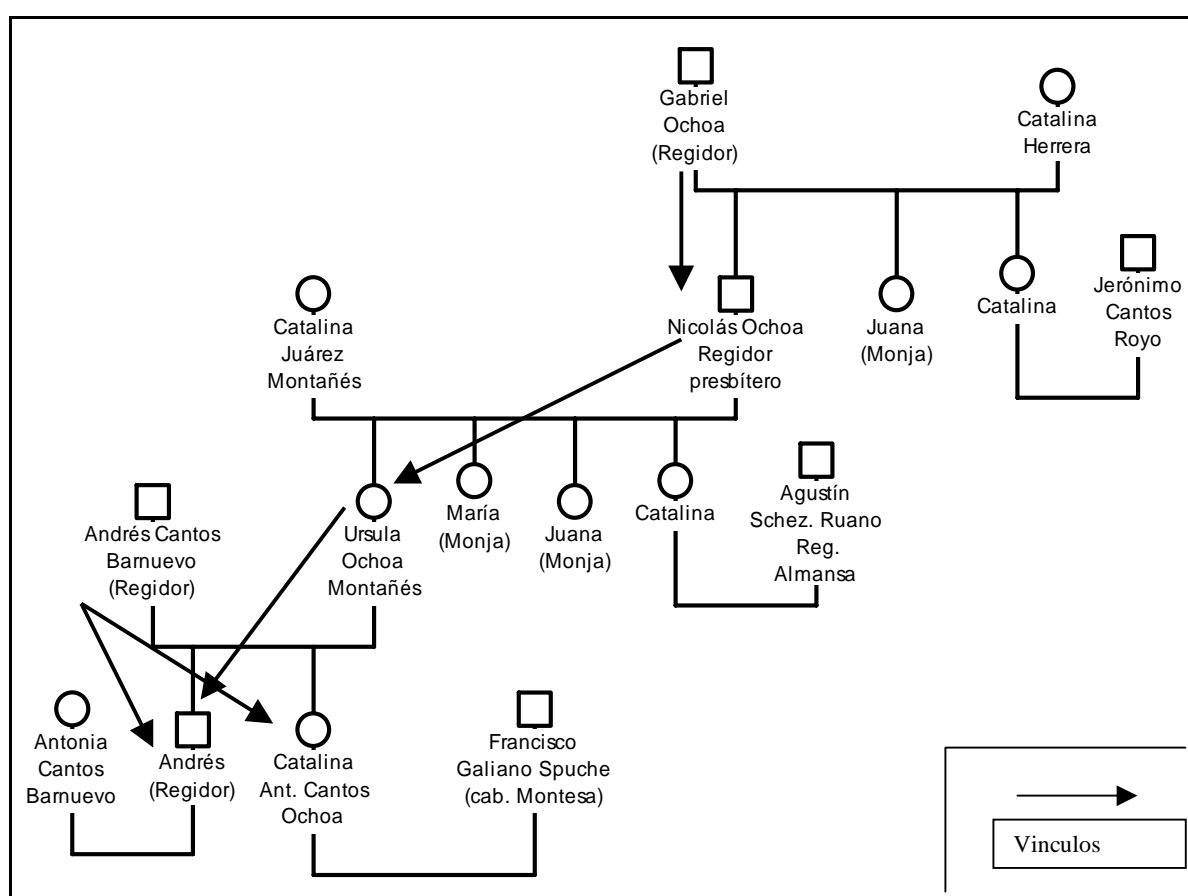 Gabriel
Ochoa
(Regidor)
Catalina
Herrera
Catalina
Juárez
Montañés
Nicolás Ochoa
Regidor
presbítero
Juana
(Monja)
Catalina
Jerónimo
Cantos
Royo
Andrés Cantos
Barnuevo
(Regidor)
Ursula
Ochoa
Montañés
María
(Monja)
Juana
(Monja)
Catalina
Agustín
Schez. Ruano
Reg.
Almansa
Antonia
Cantos
Barnuevo
Andrés
(Regidor)
Catalina
Ant. Cantos
Ochoa
Francisco
Galiano Spuche
(cab. Montesa)
Vinculos